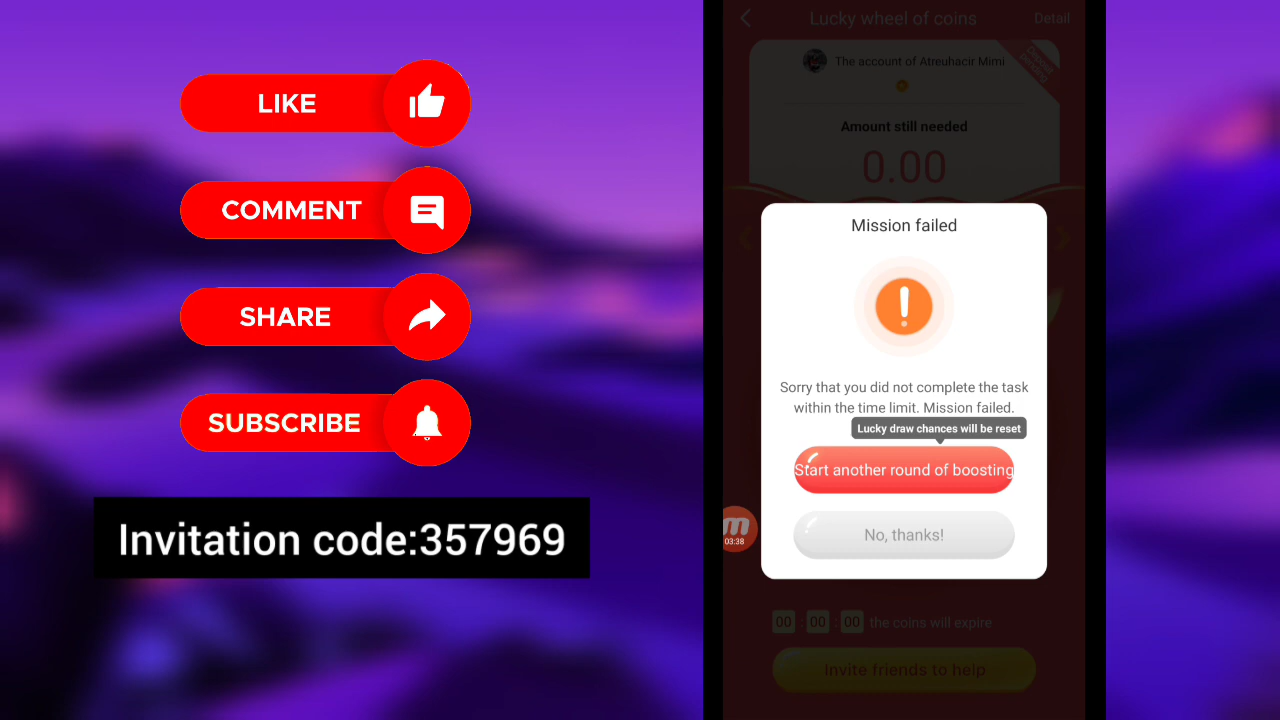 LIKE
COMMENT
SHARE
SUBSCRIBE
Invitation code:357969
Lucky wheel of coins
Detail
The account of Atreuhacir Mimi
Amount still needed
0.00
Mission failed
Sorry that you did not complete the task
within the time limit. Mission failed.
Lucky draw chances will be reset
Start another round of boosting
No, thanks!
03:38
00 : 00 : 00 the coins will expire
Invite friends to help